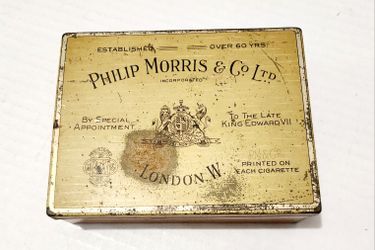 ESTABLISHED OVER 60 YRS.
PHILIP MORRIS & CO LTD
INCORPORATED
BY SPECIAL
APPOINTMENT
TO THE LATE
KING EDWARD VII
LONDON. W.
PRINTED ON
EACH CIGARETTE